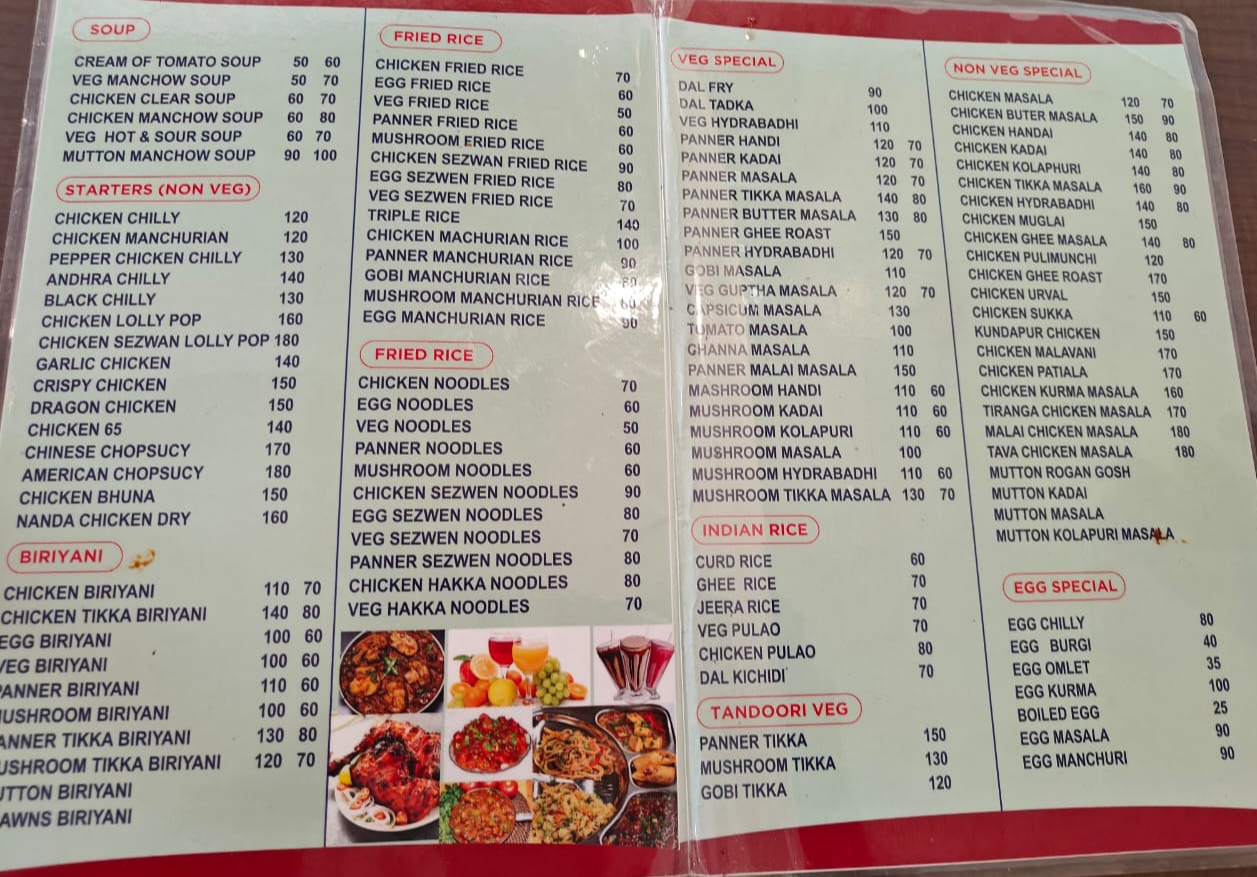 SOUP
CREAM OF TOMATO SOUP 50 60
VEG MANCHOW SOUP 50 70
CHICKEN CLEAR SOUP 60 70
CHICKEN MANCHOW SOUP 60 80
VEG HOT & SOUR SOUP 60 70
MUTTON MANCHOW SOUP 90 100
STARTERS (NON VEG)
CHICKEN CHILLY 120
CHICKEN MANCHURIAN 120
PEPPER CHICKEN CHILLY 130
ANDHRA CHILLY 140
BLACK CHILLY 130
CHICKEN LOLLY POP 160
CHICKEN SEZWAN LOLLY POP 180
GARLIC CHICKEN 140
CRISPY CHICKEN 150
DRAGON CHICKEN 150
CHICKEN 65 140
CHINESE CHOPSUCY 170
AMERICAN CHOPSUCY 180
CHICKEN BHUNA 150
NANDA CHICKEN DRY 160
BIRIYANI
CHICKEN BIRIYANI 110 70
CHICKEN TIKKA BIRIYANI 140 80
EGG BIRIYANI 100 60
VEG BIRIYANI 100 60
PANNER BIRIYANI 110 60
MUSHROOM BIRIYANI 100 60
ANNER TIKKA BIRIYANI 130 80
USHROOM TIKKA BIRIYANI 120 70
UTTON BIRIYANI
AWNS BIRIYANI
FRIED RICE
CHICKEN FRIED RICE 70
EGG FRIED RICE 60
VEG FRIED RICE 50
PANNER FRIED RICE 60
MUSHROOM FRIED RICE 60
CHICKEN SEZWAN FRIED RICE 90
EGG SEZWEN FRIED RICE 80
VEG SEZWEN FRIED RICE 70
TRIPLE RICE 140
CHICKEN MACHURIAN RICE 100
PANNER MANCHURIAN RICE 90
GOBI MANCHURIAN RICE 80
MUSHROOM MANCHURIAN RICE
EGG MANCHURIAN RICE 90
FRIED RICE
CHICKEN NOODLES 70
EGG NOODLES 60
VEG NOODLES 50
PANNER NOODLES 60
MUSHROOM NOODLES 60
CHICKEN SEZWEN NOODLES 90
EGG SEZWEN NOODLES 80
VEG SEZWEN NOODLES 70
PANNER SEZWEN NOODLES 80
CHICKEN HAKKA NOODLES 80
VEG HAKKA NOODLES 70
VEG SPECIAL
DAL FRY 90
DAL TADKA 100
VEG HYDRABADHI 110
PANNER HANDI 120 70
PANNER KADAI 120 70
PANNER MASALA 120 70
PANNER TIKKA MASALA 140 80
PANNER BUTTER MASALA 130 80
PANNER GHEE ROAST 150
PANNER HYDRABADHI 120 70
GOBI MASALA 110
VEG GUPTHA MASALA 120 70
CAPSICUM MASALA 130
TOMATO MASALA 100
GHANNA MASALA 110
PANNER MALAI MASALA 150
MASHROOM HANDI 110 60
MUSHROOM KADAI 110 60
MUSHROOM KOLAPURI 110 60
MUSHROOM MASALA 100
MUSHROOM HYDRABADHI 110 60
MUSHROOM TIKKA MASALA 130 70
INDIAN RICE
CURD RICE 60
GHEE RICE 70
JEERA RICE 70
VEG PULAO 70
CHICKEN PULAO 80
DAL KICHIDI 70
TANDOORI VEG
PANNER TIKKA 150
MUSHROOM TIKKA 130
GOBI TIKKA 120
NON VEG SPECIAL
CHICKEN MASALA 120 70
CHICKEN BUTER MASALA 150 90
CHICKEN HANDAI 140 80
CHICKEN KADAI 140 80
CHICKEN KOLAPHURI 140 80
CHICKEN TIKKA MASALA 160 90
CHICKEN HYDRABADHI 140 80
CHICKEN MUGLAI 150
CHICKEN GHEE MASALA 140 80
CHICKEN PULIMUNCHI 120
CHICKEN GHEE ROAST 170
CHICKEN URVAL 150
CHICKEN SUKKA 110 60
KUNDAPUR CHICKEN 150
CHICKEN MALAVANI 170
CHICKEN PATIALA 170
CHICKEN KURMA MASALA 160
TIRANGA CHICKEN MASALA 170
MALAI CHICKEN MASALA 180
TAVA CHICKEN MASALA 180
MUTTON ROGAN GOSH
MUTTON KADAI
MUTTON MASALA
MUTTON KOLAPURI MASALA
EGG SPECIAL
EGG CHILLY 80
EGG BURGI 40
EGG OMLET 35
EGG KURMA 100
BOILED EGG 25
EGG MASALA 90
EGG MANCHURI 90